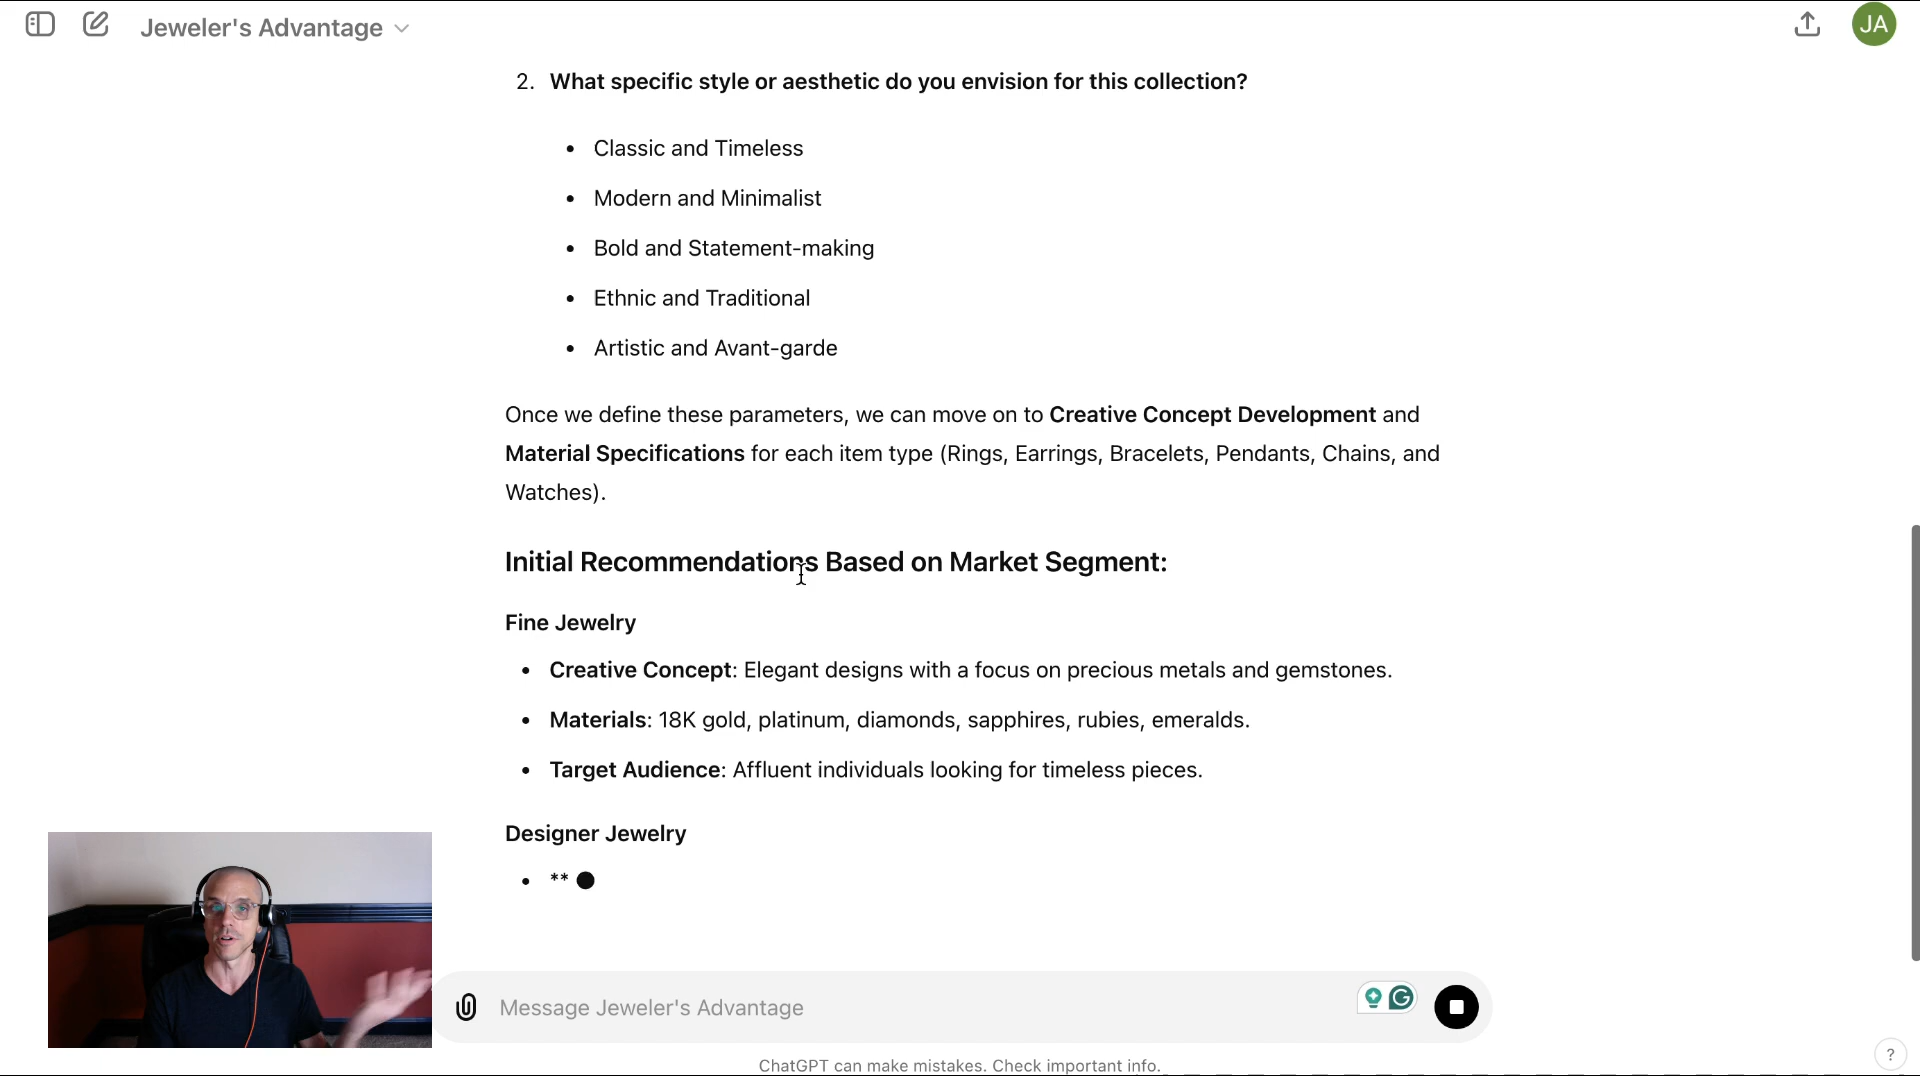 Jeweler's Advantage
JA
2. What specific style or aesthetic do you envision for this collection?
• Classic and Timeless
• Modern and Minimalist
• Bold and Statement-making
• Ethnic and Traditional
• Artistic and Avant-garde
Once we define these parameters, we can move on to Creative Concept Development and
Material Specifications for each item type (Rings, Earrings, Bracelets, Pendants, Chains, and
Watches).
Initial Recommendations Based on Market Segment:
Fine Jewelry
• Creative Concept: Elegant designs with a focus on precious metals and gemstones.
• Materials: 18K gold, platinum, diamonds, sapphires, rubies, emeralds.
• Target Audience: Affluent individuals looking for timeless pieces.
Designer Jewelry
• **
Message Jeweler's Advantage
ChatGPT can make mistakes. Check important info.
?